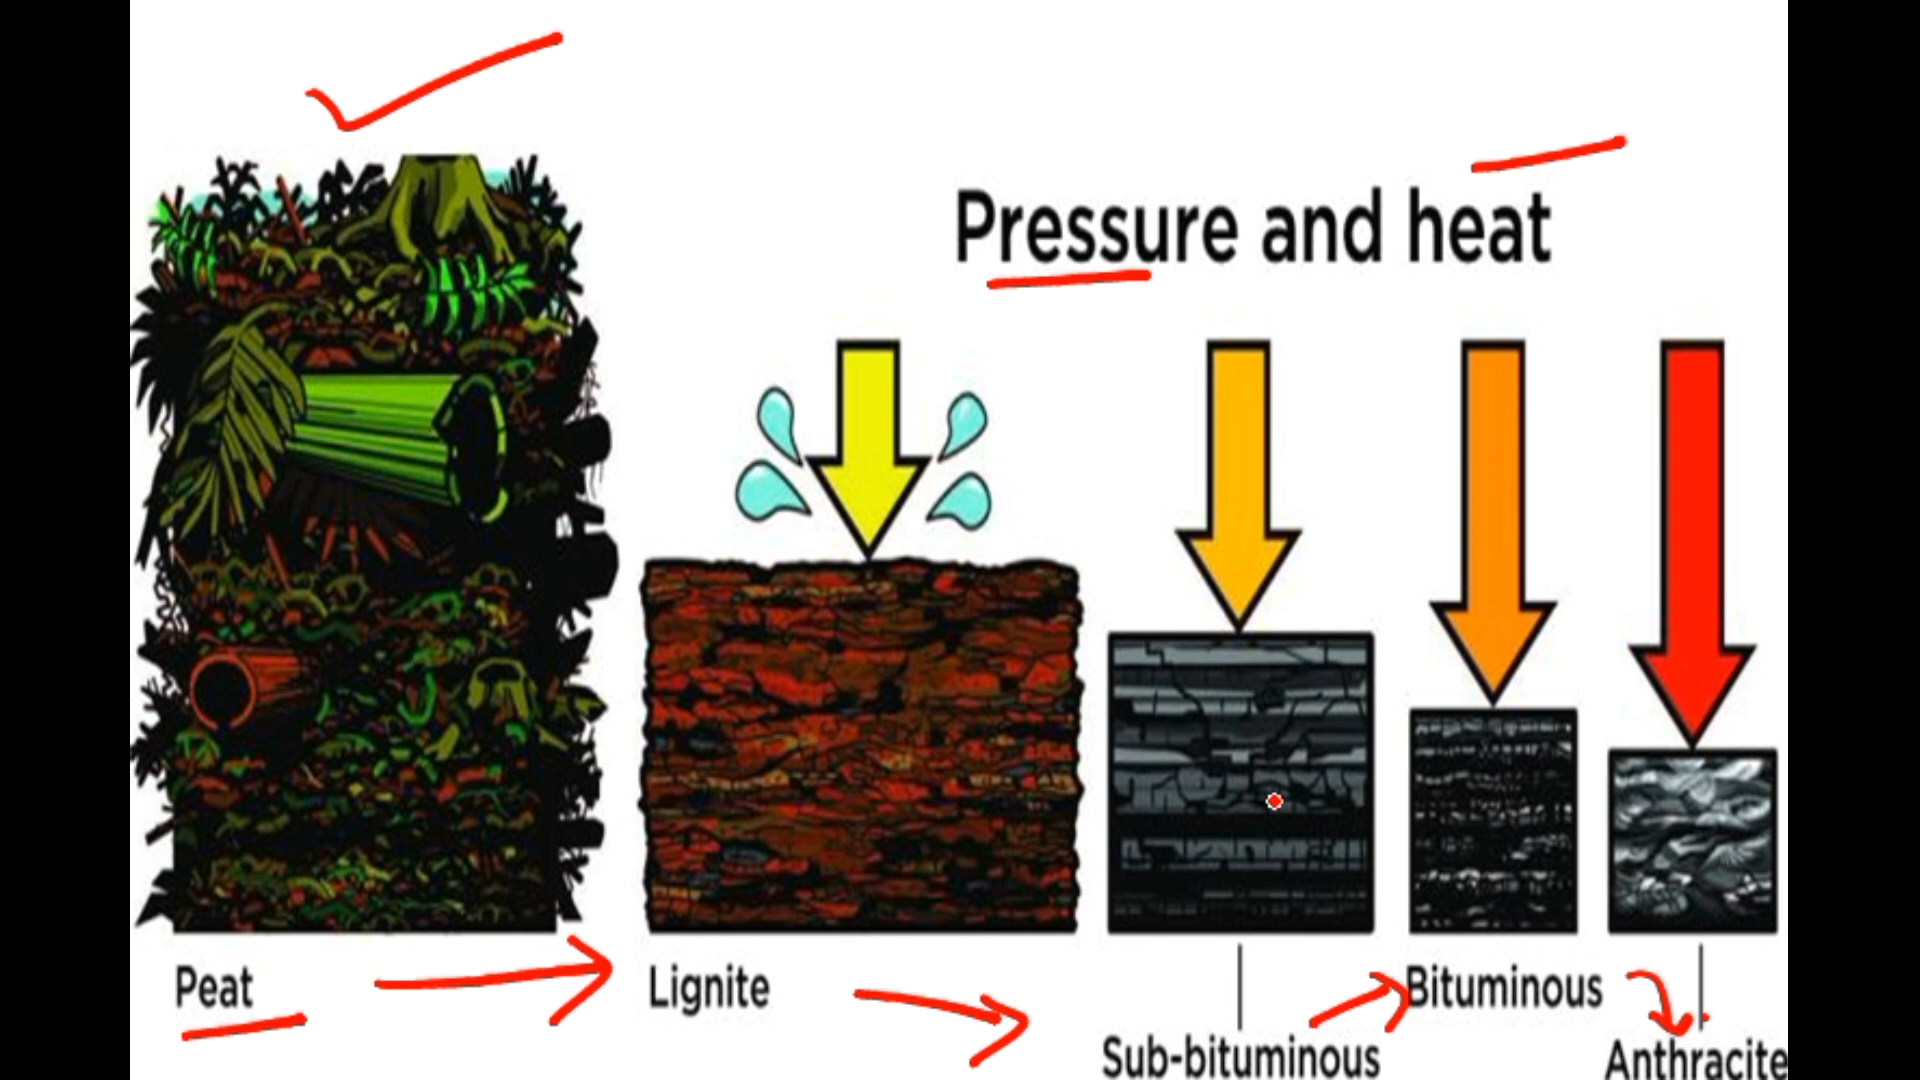 Pressure and heat
Peat
Lignite
Sub-bituminous
Bituminous
Anthracite